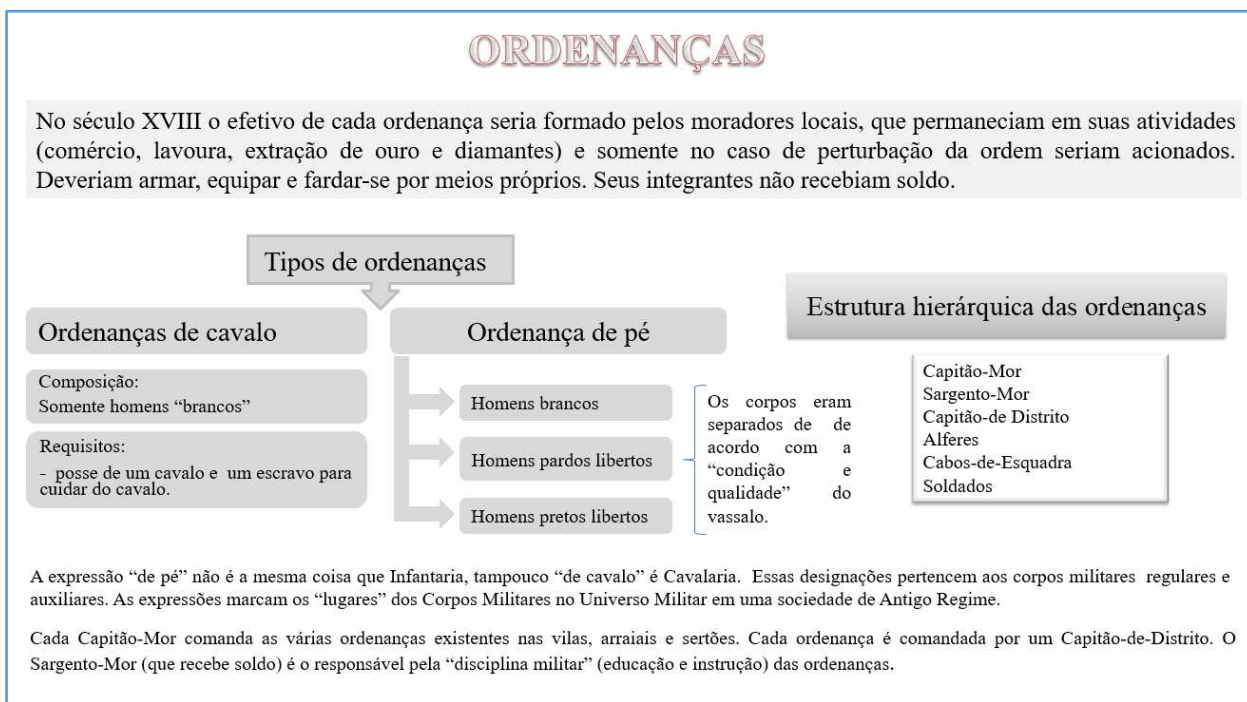 ORDENANÇAS
No século XVIII o efetivo de cada ordenança seria formado pelos moradores locais, que permaneciam em suas atividades
(comércio, lavoura, extração de ouro e diamantes) e somente no caso de perturbação da ordem seriam acionados.
Deveriam armar, equipar e fardar-se por meios próprios. Seus integrantes não recebiam soldo.
Tipos de ordenanças
Ordenanças de cavalo
Composição:
Somente homens “brancos”
Requisitos:
- posse de um cavalo e um escravo para
cuidar do cavalo.
Ordenança de pé
Homens brancos
Homens pardos libertos
Homens pretos libertos
Os corpos eram
separados de de
acordo com a
“condição e
qualidade” do
vassalo.
Estrutura hierárquica das ordenanças
Capitão-Mor
Sargento-Mor
Capitão-de Distrito
Alferes
Cabos-de-Esquadra
Soldados
A expressão “de pé” não é a mesma coisa que Infantaria, tampouco “de cavalo” é Cavalaria. Essas designações pertencem aos corpos militares regulares e
auxiliares. As expressões marcam os “lugares” dos Corpos Militares no Universo Militar em uma sociedade de Antigo Regime.
Cada Capitão-Mor comanda as várias ordenanças existentes nas vilas, arraiais e sertões. Cada ordenança é comandada por um Capitão-de-Distrito. O
Sargento-Mor (que recebe soldo) é o responsável pela “disciplina militar” (educação e instrução) das ordenanças.